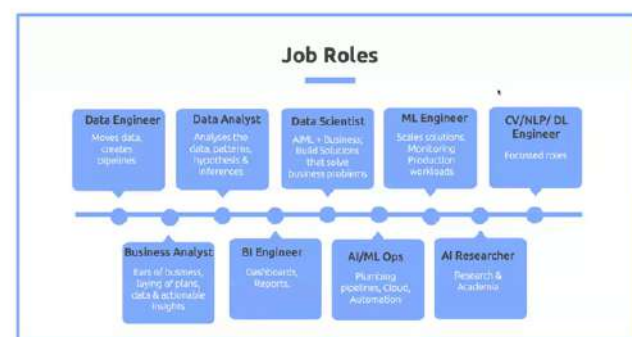 Job Roles
Data Engineer
Moves data,
creates
pipelines
Data Analyst
Analyses the
data, patterns,
hypothesis &
inferences
Data Scientist
AIML + Business,
Build Solutions
that solve
business problems
ML Engineer
Scales solutions,
Monitoring
Production
workloads
CV/NLP/ DL
Engineer
Focussed roles
Business Analyst
Ears of business,
laying of plans,
data & actionable
insights
BI Engineer
Dashboards,
Reports,
AI/ML Ops
Plumbing
pipelines, Cloud,
Automation
AI Researcher
Research &
Academia